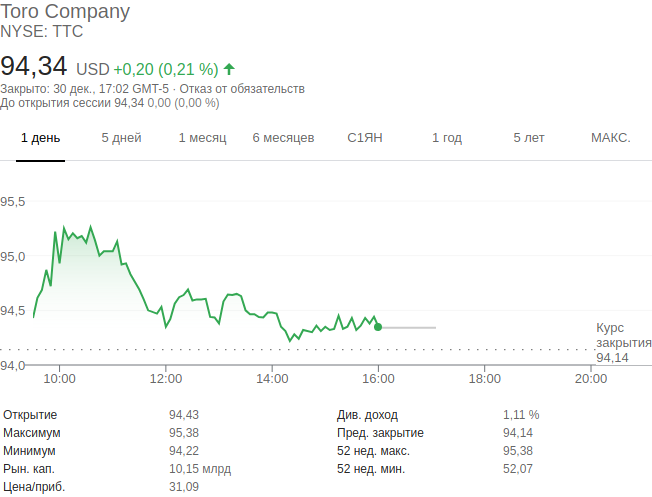 Toro Company
NYSE: TTC
94,34 USD +0,20 (0,21 %)
Закрыто: 30 дек., 17:02 GMT-5 · Отказ от обязательств
До открытия сессии 94,34 0,00 (0,00 %)
1 день 5 дней 1 месяц 6 месяцев С1ЯН 1 год 5 лет МАКС.
95,5
95,0
94,5
Курс
закрытия
94,14
94,0
10:00 12:00 14:00 16:00 18:00 20:00
Открытие 94,43 Див. доход 1,11 %
Максимум 95,38 Пред. закрытие 94,14
Минимум 94,22 52 нед. макс. 95,38
Рын. кап. 10,15 млрд 52 нед. мин. 52,07
Цена/приб. 31,09